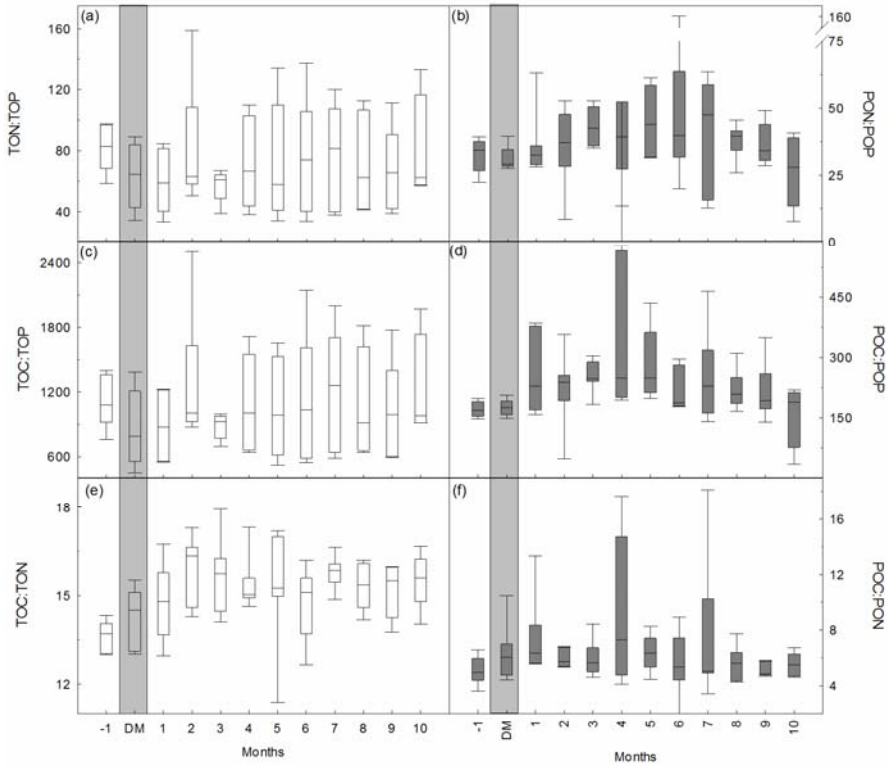 (a)
(b)
TON:TOP
160
120
80
40
160
75
50
25
0
PON:POP
(c)
(d)
TOC:TOP
2400
1800
1200
600
450
300
150
POC:POP
(e)
(f)
TOC:TON
18
15
12
16
12
8
4
POC:PON
-1 DM 1 2 3 4 5 6 7 8 9 10
-1 DM 1 2 3 4 5 6 7 8 9 10
Months
Months